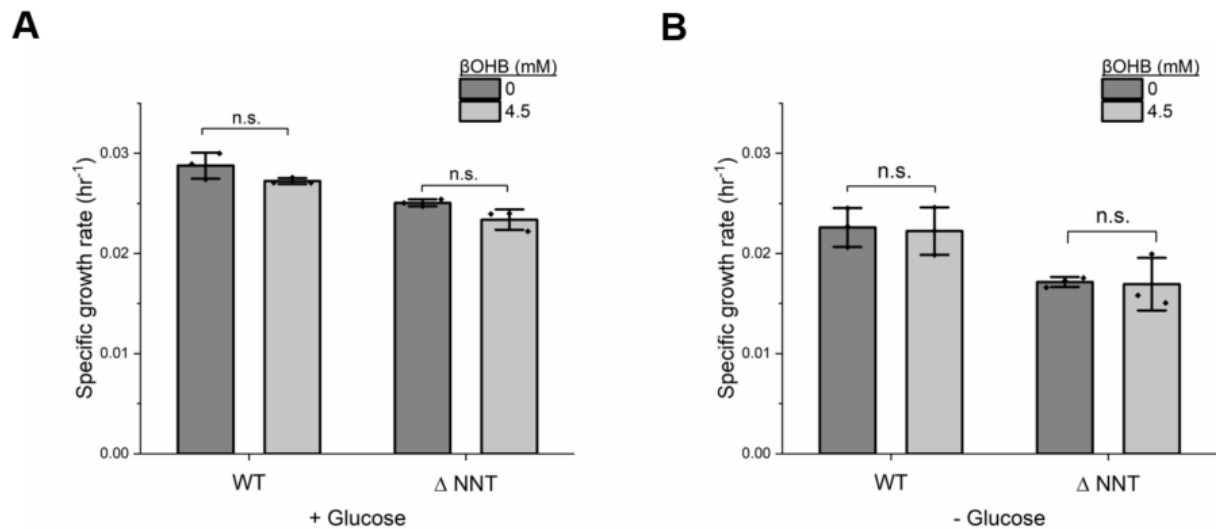 A
βOHB (mM)
0
4.5
n.s.
n.s.
Specific growth rate (hr⁻¹)
0.03
0.02
0.01
0.00
WT
Δ NNT
+ Glucose
B
βOHB (mM)
0
4.5
n.s.
n.s.
Specific growth rate (hr⁻¹)
0.03
0.02
0.01
0.00
WT
Δ NNT
- Glucose